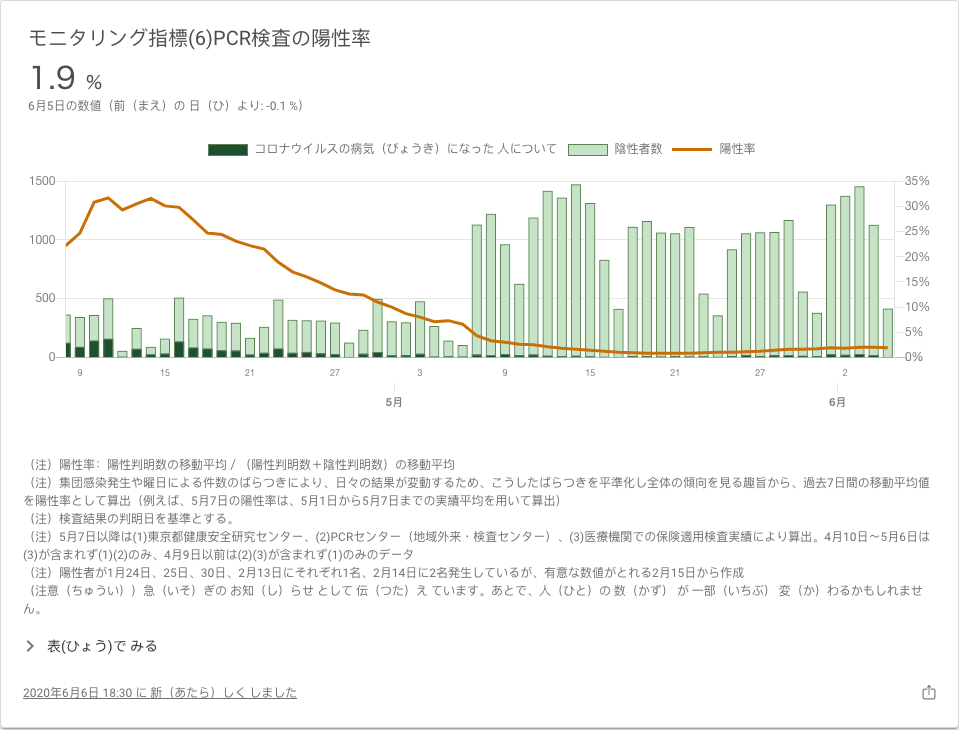 モニタリング指標(6)PCR検査の陽性率
1.9 %
6月5日の数値（前（まえ）の 日（ひ）より: -0.1 %）
コロナウイルスの病気（びょうき）になった 人について 陰性者数 陽性率
1500 35%
30%
1000 25%
20%
15%
500 10%
5%
0 0%
9 15 21 27 3 9 15 21 27 2
5月 6月
（注）陽性率：陽性判明数の移動平均 / （陽性判明数＋陰性判明数）の移動平均
（注）集団感染発生や曜日による件数のばらつきにより、日々の結果が変動するため、こうしたばらつきを平準化し全体の傾向を見る趣旨から、過去7日間の移動平均値
を陽性率として算出（例えば、5月7日の陽性率は、5月1日から5月7日までの実績平均を用いて算出）
（注）検査結果の判明日を基準とする。
（注）5月7日以降は(1)東京都健康安全研究センター、(2)PCRセンター（地域外来・検査センター）、(3)医療機関での保険適用検査実績により算出。4月10日～5月6日は
(3)が含まれず(1)(2)のみ、4月9日以前は(2)(3)が含まれず(1)のみのデータ
（注）陽性者が1月24日、25日、30日、2月13日にそれぞれ1名、2月14日に2名発生しているが、有意な数値がとれる2月15日から作成
（注意（ちゅうい））急（いそ）ぎの お知（し）らせ として 伝（つた）え ています。あとで、人（ひと）の 数（かず） が 一部（いちぶ） 変（か）わるかもしれませ
ん。
表(ひょう)で みる
2020年6月6日 18:30 に 新（あたら）しく しました